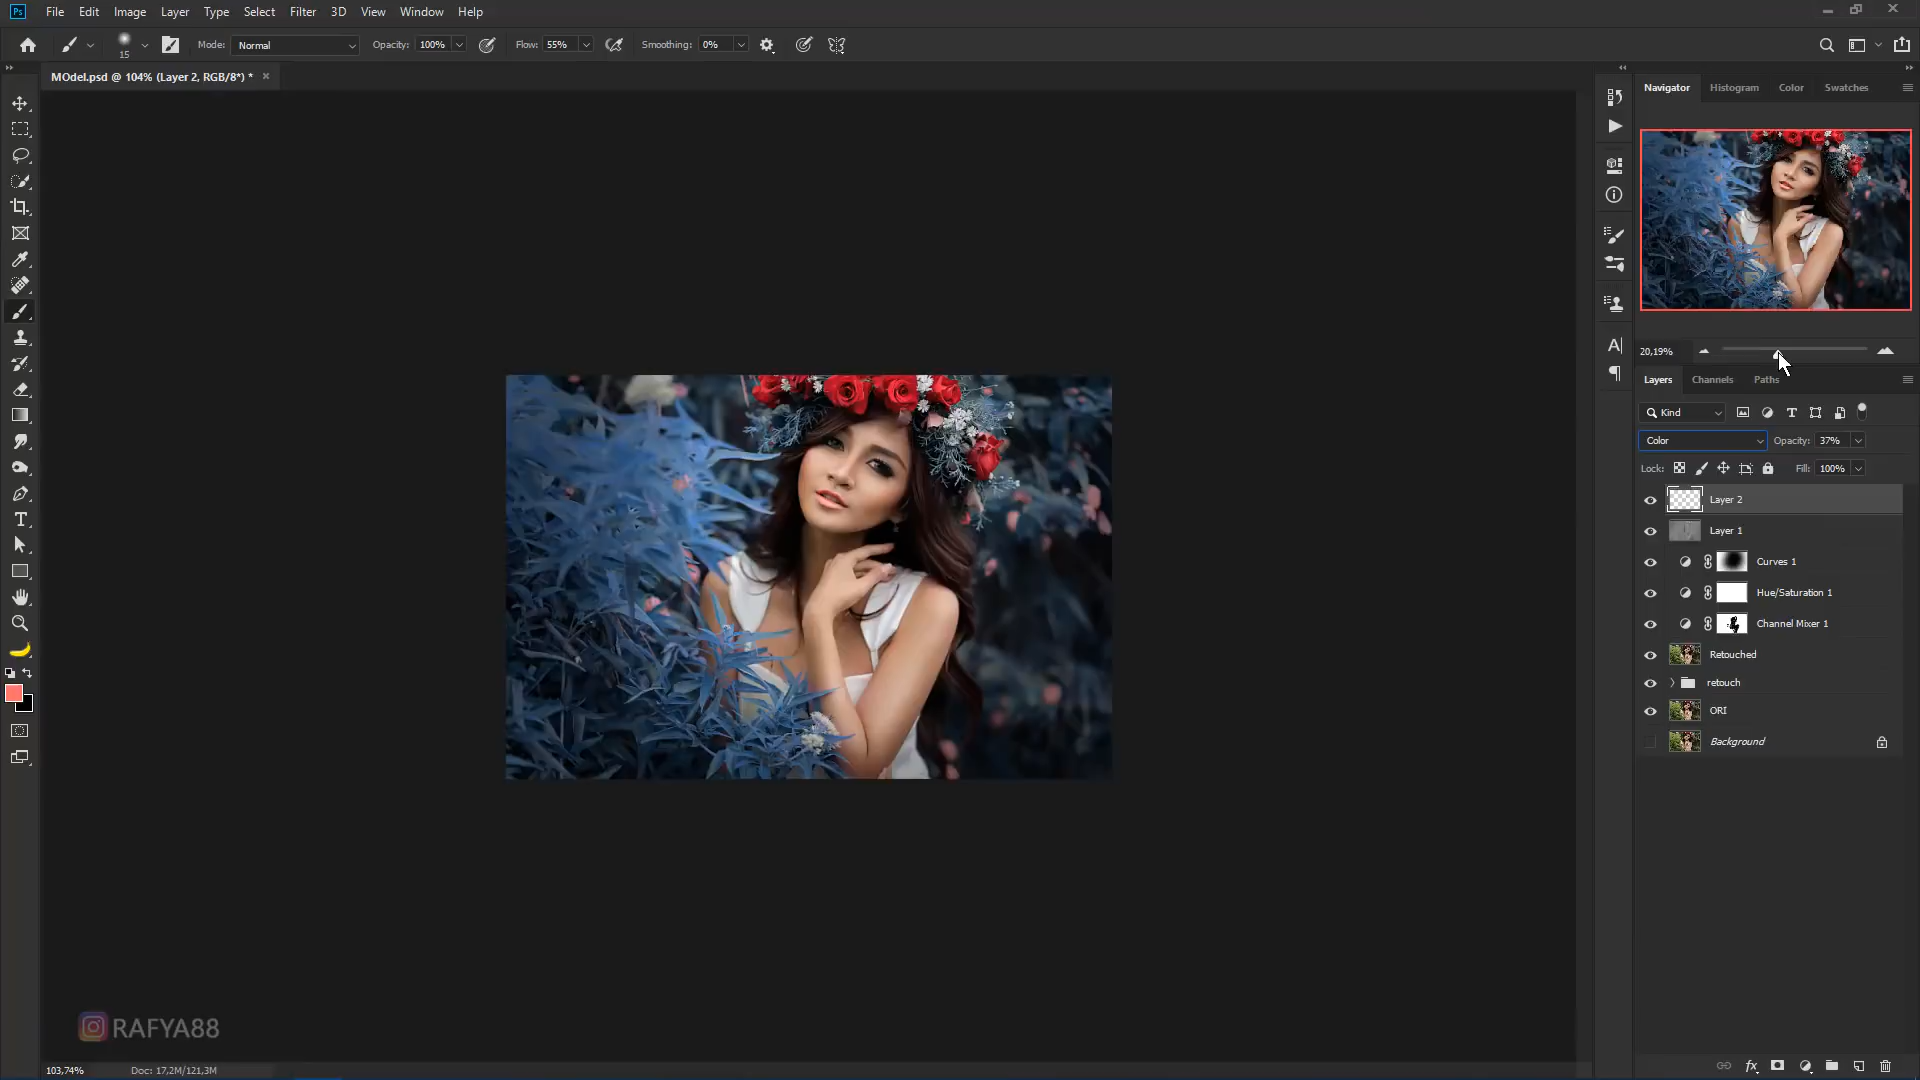 Ps File Edit Image Layer Type Select Filter 3D View Window Help
15 Mode: Normal Opacity: 100% Flow: 55% Smoothing: 0%
MOdel.psd @ 104% (Layer 2, RGB/8*) * ×
Navigator Histogram Color Swatches
20,19%
Layers Channels Paths
Kind
Color Opacity: 37%
Lock: Fill: 100%
Layer 2
Layer 1
Curves 1
Hue/Saturation 1
Channel Mixer 1
Retouched
retouch
ORI
Background
RAFYA88
103,74% Doc: 17,2M/121,3M